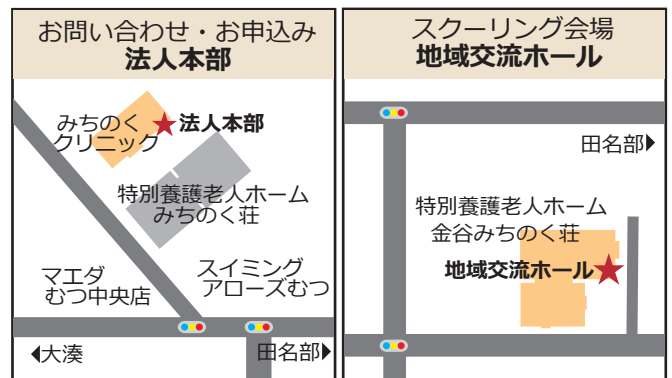 お問い合わせ・お申込み
法人本部
みちのく
クリニック
★法人本部
特別養護老人ホーム
みちのく荘
マエダ
むつ中央店
スイミング
アローズむつ
◀大湊
田名部▶
スクーリング会場
地域交流ホール
田名部▶
特別養護老人ホーム
金谷みちのく荘
地域交流ホール★